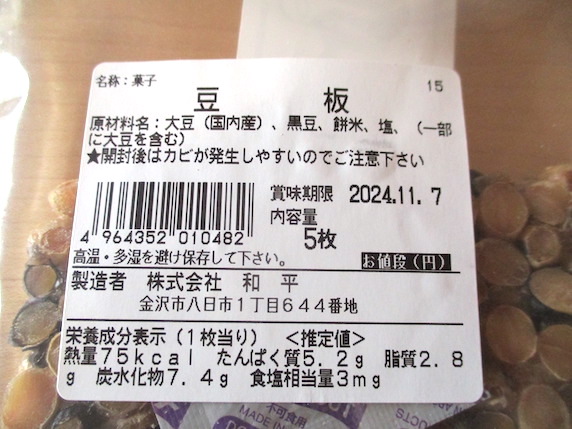 名称：菓子
15
豆板
原材料名：大豆（国内産）、黒豆、餅米、塩、（一部
に大豆を含む）
★開封後はカビが発生しやすいのでご注意下さい
賞味期限 2024.11. 7
内容量
5枚
4 964352 010482
高温・多湿を避け保存して下さい。
お値段（円）
製造者 株式会社 和 平
金沢市八日市１丁目６４４番地
栄養成分表示（１枚当り） ＜推定値＞
熱量７５ｋｃａｌ たんぱく質５．２ｇ 脂質２．８
ｇ 炭水化物７．４ｇ 食塩相当量３ｍｇ
不可食用
MADE IN